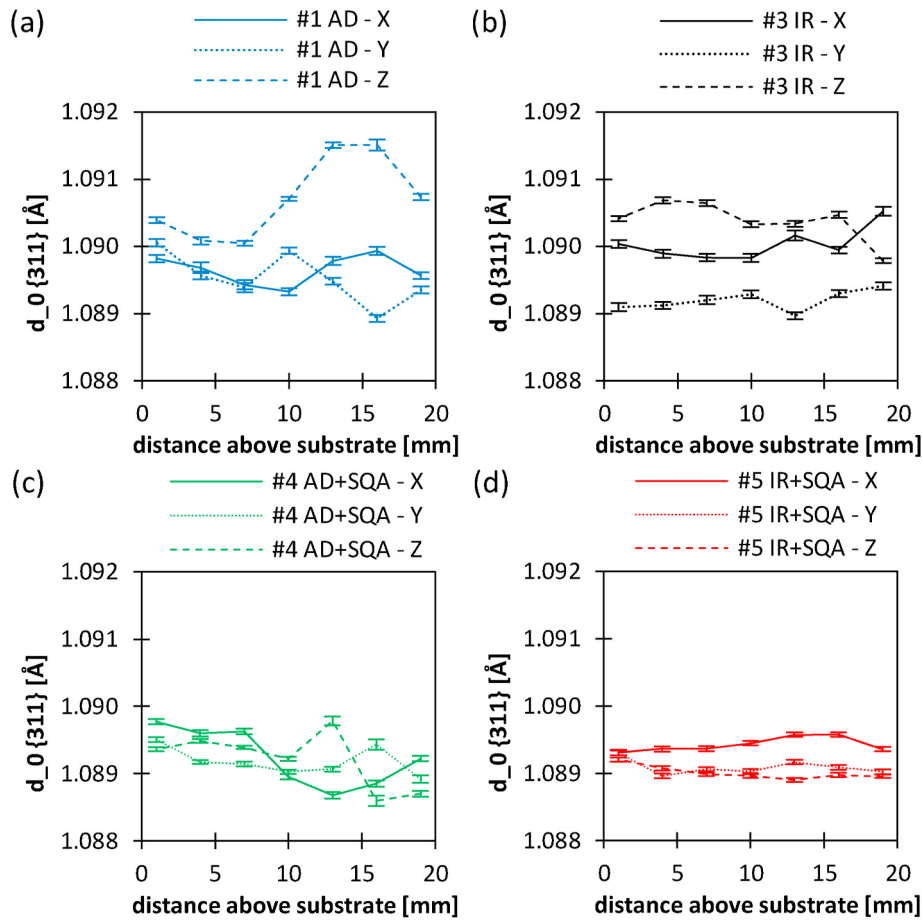 (a)
#1 AD - X
#1 AD - Y
#1 AD - Z
1.092
1.091
1.090
1.089
1.088
d_0 {311} [Å]
0 5 10 15 20
distance above substrate [mm]
(b)
#3 IR - X
#3 IR - Y
#3 IR - Z
1.092
1.091
1.090
1.089
1.088
d_0 {311} [Å]
0 5 10 15 20
distance above substrate [mm]
(c)
#4 AD+SQA - X
#4 AD+SQA - Y
#4 AD+SQA - Z
1.092
1.091
1.090
1.089
1.088
d_0 {311} [Å]
0 5 10 15 20
distance above substrate [mm]
(d)
#5 IR+SQA - X
#5 IR+SQA - Y
#5 IR+SQA - Z
1.092
1.091
1.090
1.089
1.088
d_0 {311} [Å]
0 5 10 15 20
distance above substrate [mm]